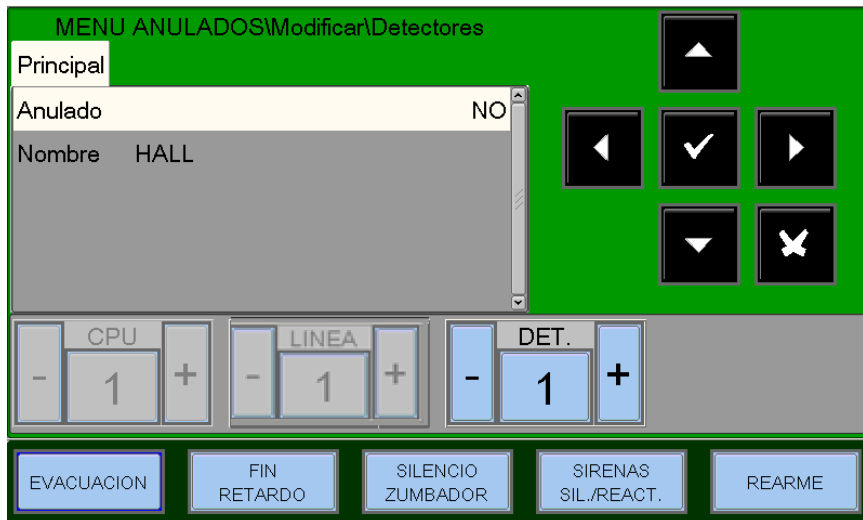 MENU ANULADOS\Modificar\Detectores
Principal
Anulado NO
Nombre HALL
CPU
- 1 +
LINEA
- 1 +
DET.
- 1 +
EVACUACION
FIN
RETARDO
SILENCIO
ZUMBADOR
SIRENAS
SIL./REACT.
REARME